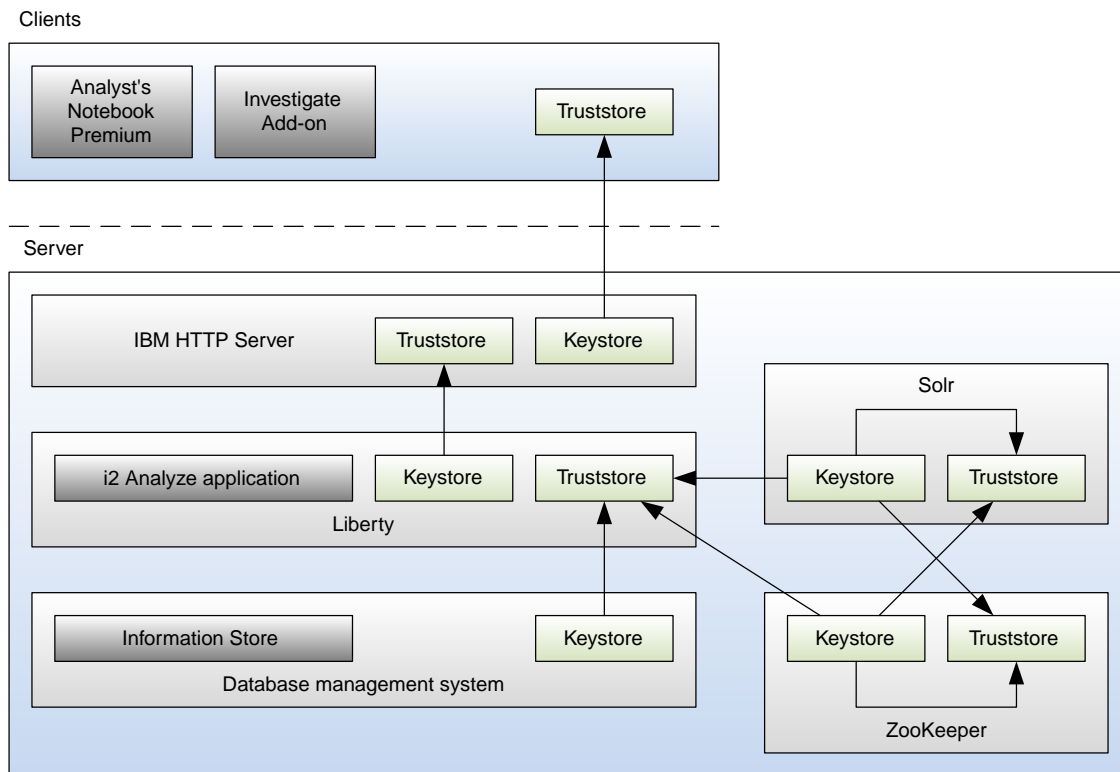 Clients
Analyst's
Notebook
Premium
Investigate
Add-on
Truststore
Server
IBM HTTP Server
Truststore
Keystore
Solr
Keystore
Truststore
i2 Analyze application
Keystore
Truststore
Liberty
Information Store
Keystore
Database management system
Keystore
Truststore
ZooKeeper